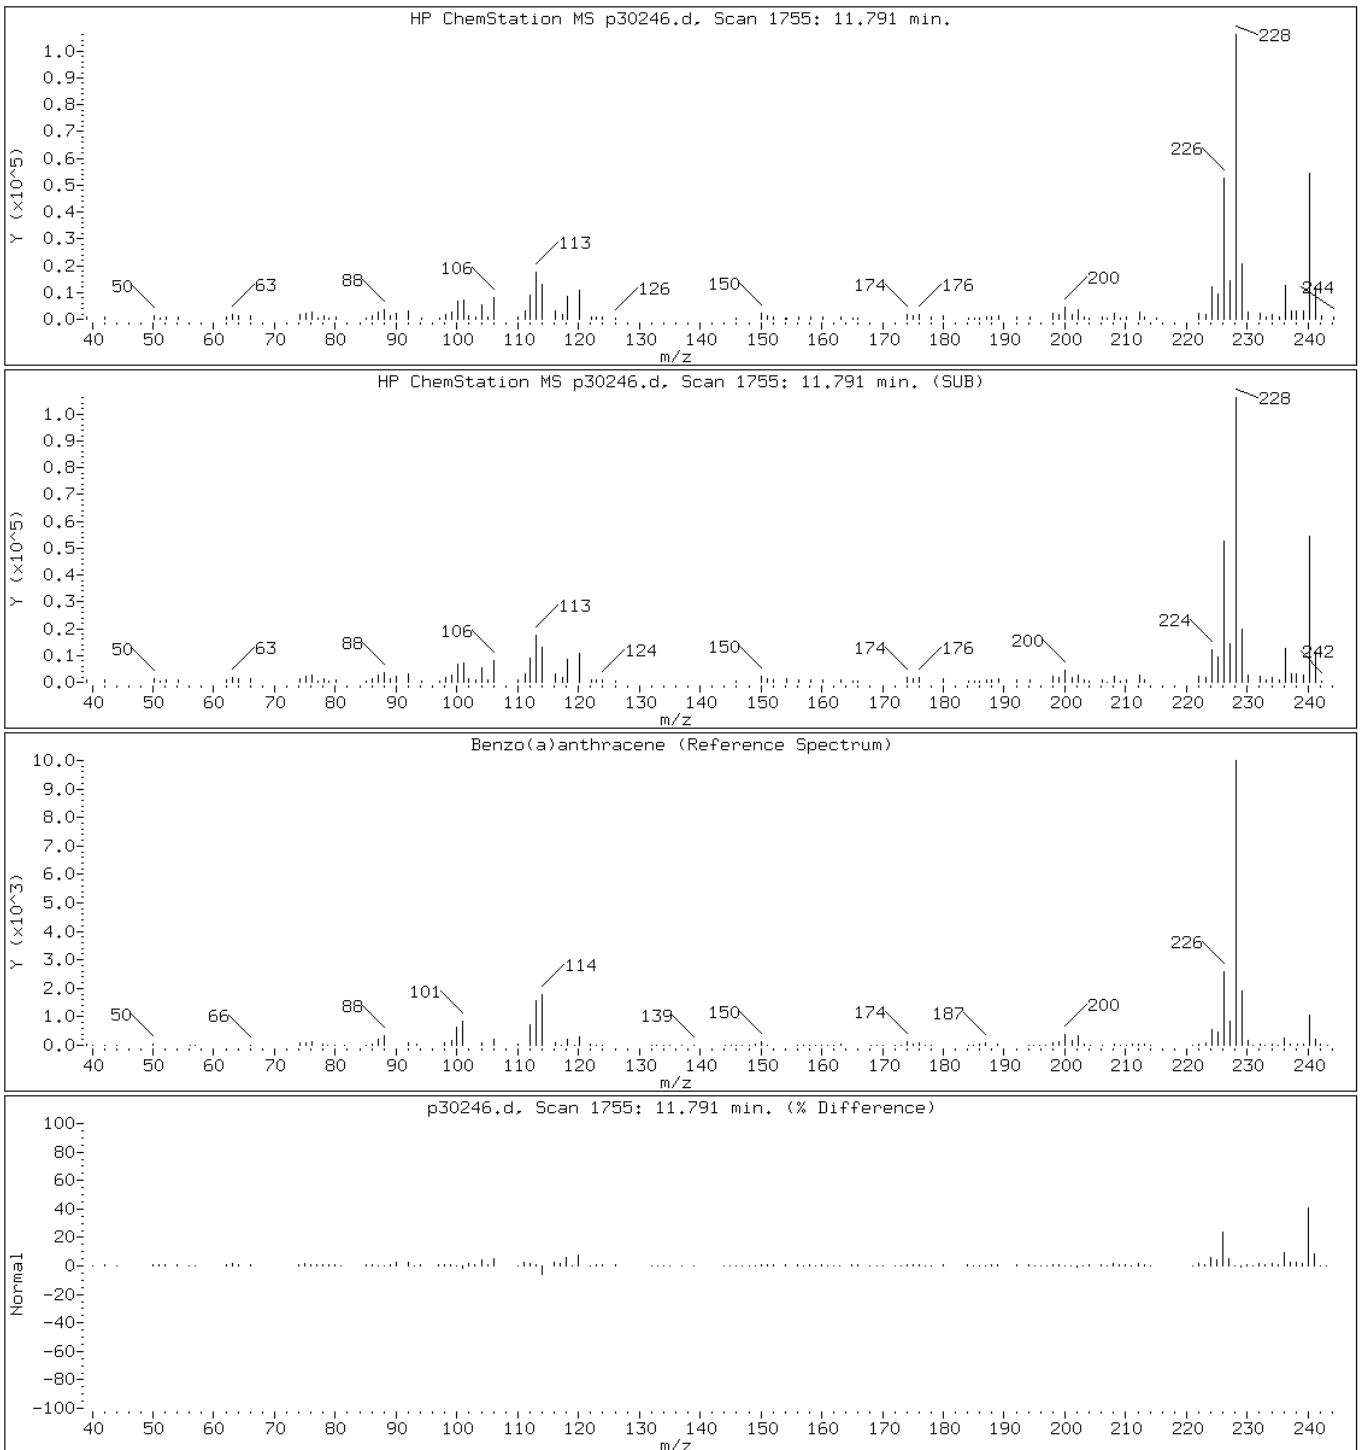 HP ChemStation MS p30246.d, Scan 1755: 11.791 min.
1.0
0.9
0.8
0.7
0.6
0.5
0.4
0.3
0.2
0.1
0.0
Y (x10^5)
50 63 88 106 113 126 150 174 176 200 226 228 244
40 50 60 70 80 90 100 110 120 130 140 150 160 170 180 190 200 210 220 230 240
m/z
HP ChemStation MS p30246.d, Scan 1755: 11.791 min. (SUB)
1.0
0.9
0.8
0.7
0.6
0.5
0.4
0.3
0.2
0.1
0.0
Y (x10^5)
50 63 88 106 113 124 150 174 176 200 224 228 242
40 50 60 70 80 90 100 110 120 130 140 150 160 170 180 190 200 210 220 230 240
m/z
Benzo(a)anthracene (Reference Spectrum)
10.0
9.0
8.0
7.0
6.0
5.0
4.0
3.0
2.0
1.0
0.0
Y (x10^3)
50 66 88 101 114 139 150 174 187 200 226
40 50 60 70 80 90 100 110 120 130 140 150 160 170 180 190 200 210 220 230 240
m/z
p30246.d, Scan 1755: 11.791 min. (% Difference)
100
80
60
40
20
0
-20
-40
-60
-80
-100
Normal
40 50 60 70 80 90 100 110 120 130 140 150 160 170 180 190 200 210 220 230 240
m/z